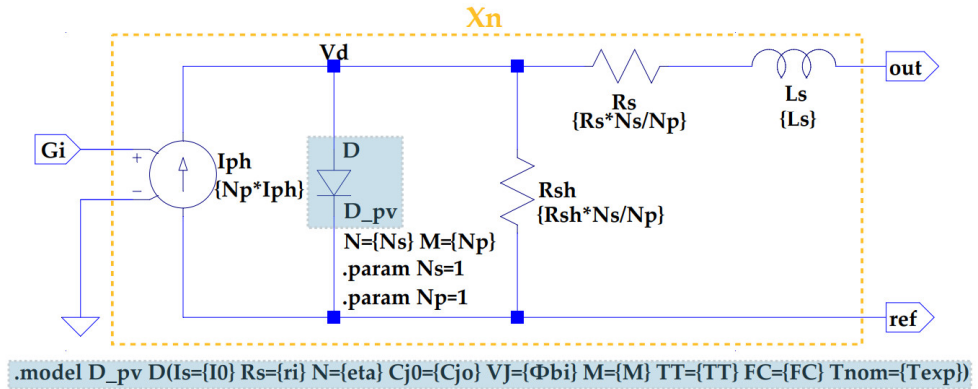 Xn
Vd
out
Rs
{Rs*Ns/Np}
Ls
{Ls}
Gi
+
−
Iph
{Np*Iph}
D
D_pv
Rsh
{Rsh*Ns/Np}
N={Ns} M={Np}
.param Ns=1
.param Np=1
ref
.model D_pv D(Is={I0} Rs={ri} N={eta} Cj0={Cjo} VJ={Φbi} M={M} TT={TT} FC={FC} Tnom={Texp})